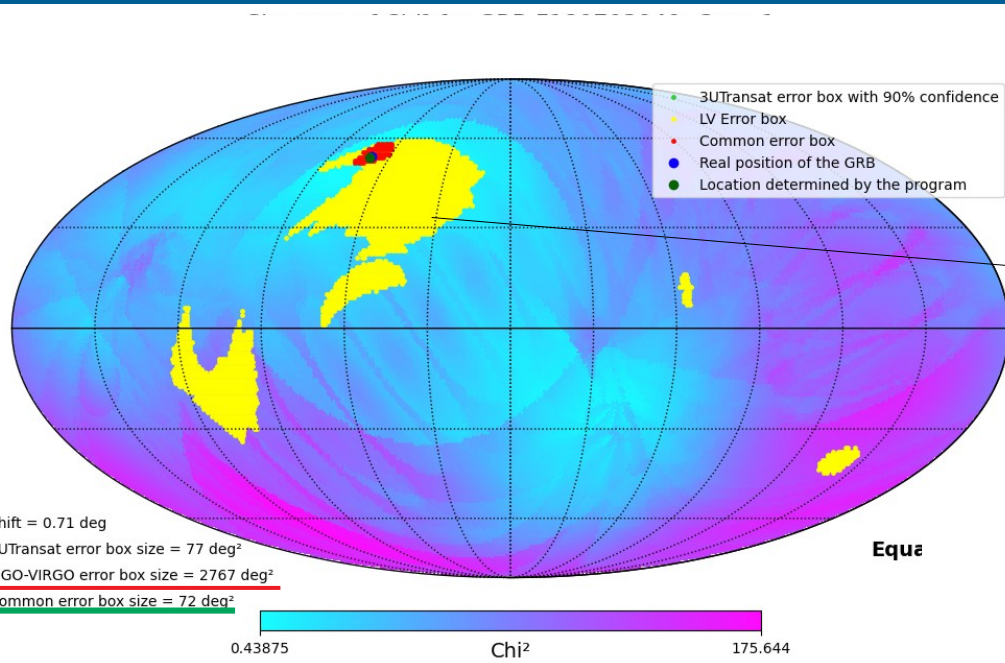 3UTransat error box with 90% confidence
LV Error box
Common error box
Real position of the GRB
Location determined by the program
hift = 0.71 deg
UTransat error box size = 77 deg²
GO-VIRGO error box size = 2767 deg²
ommon error box size = 72 deg²
Equa
0.43875
175.644
Chi²